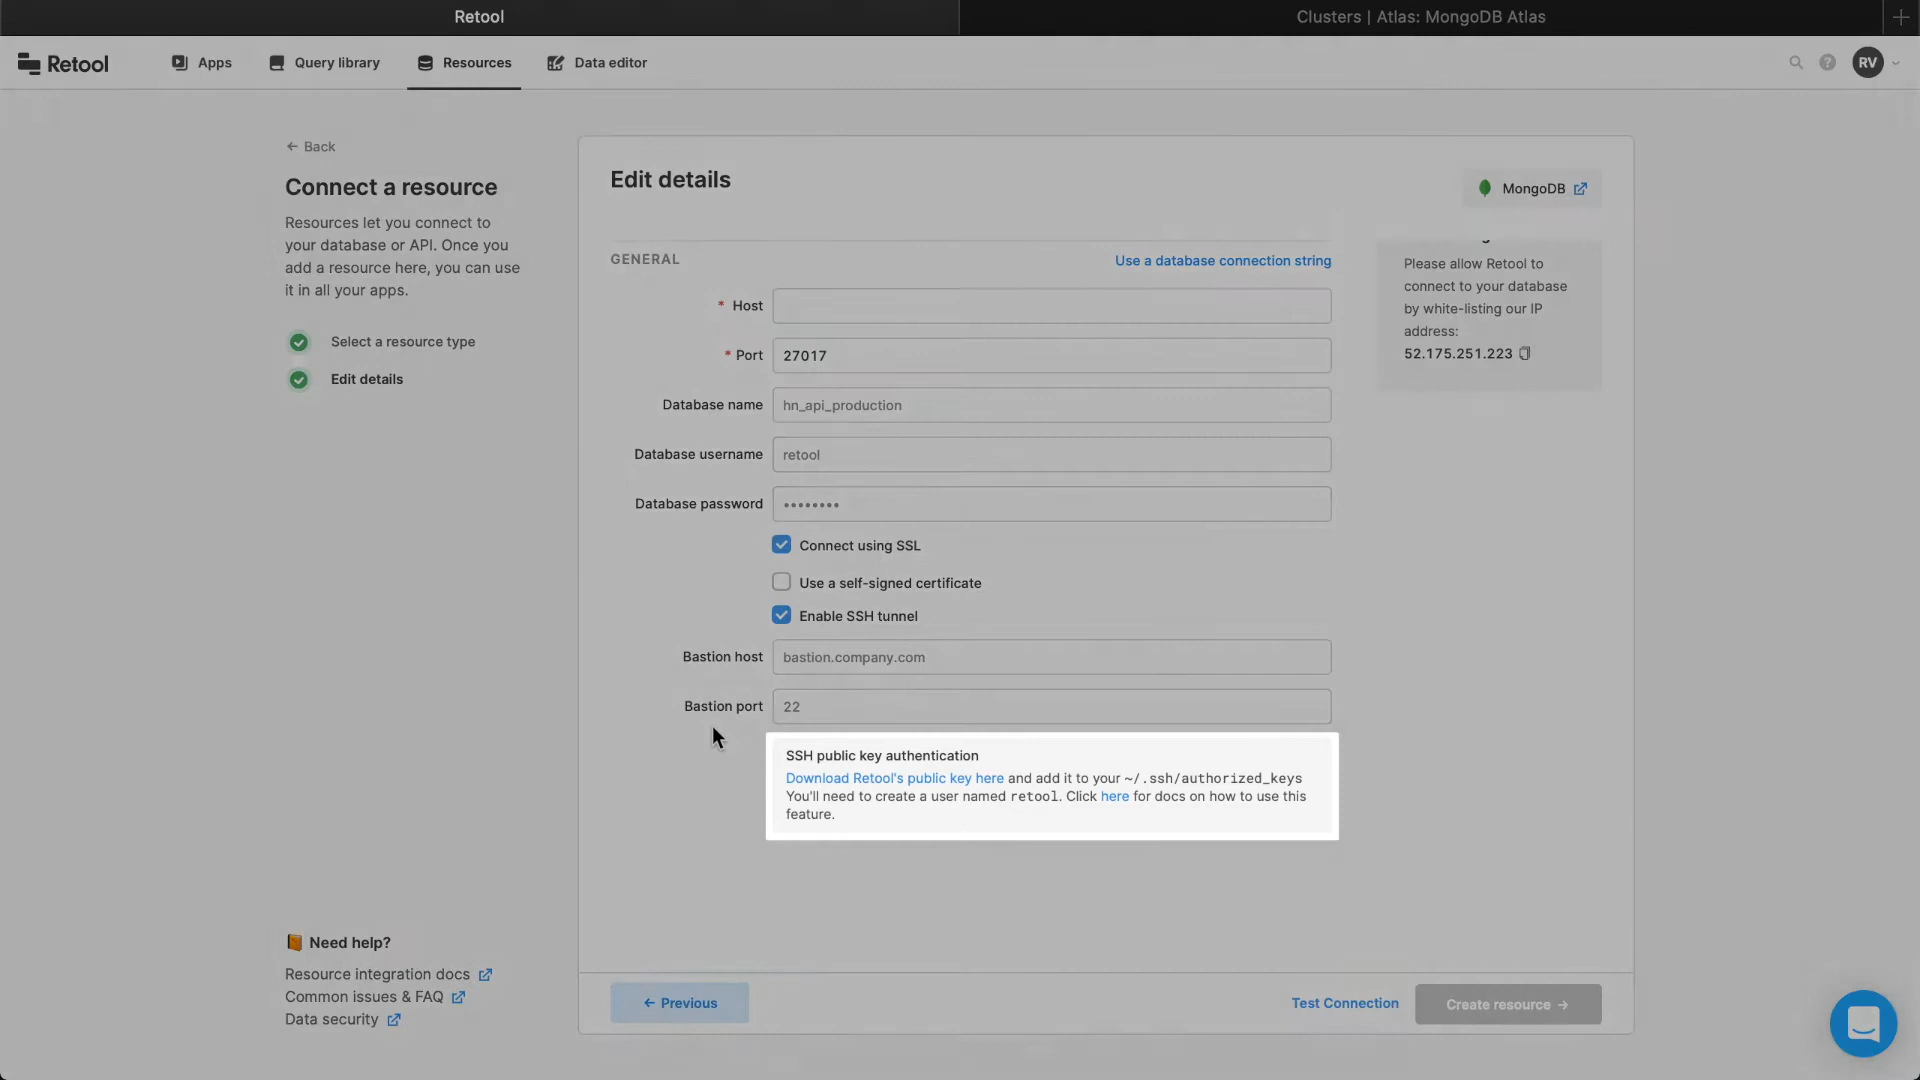 Retool
Clusters | Atlas: MongoDB Atlas
Retool
Apps
Query library
Resources
Data editor
RV
← Back
Connect a resource
Resources let you connect to
your database or API. Once you
add a resource here, you can use
it in all your apps.
Select a resource type
Edit details
Edit details
MongoDB
GENERAL
Use a database connection string
* Host
* Port
27017
Database name
hn_api_production
Database username
retool
Database password
••••••••
Connect using SSL
Use a self-signed certificate
Enable SSH tunnel
Bastion host
bastion.company.com
Bastion port
22
SSH public key authentication
Download Retool's public key here and add it to your ~/.ssh/authorized_keys
You'll need to create a user named retool. Click here for docs on how to use this
feature.
Please allow Retool to
connect to your database
by white-listing our IP
address:
52.175.251.223
Need help?
Resource integration docs
Common issues & FAQ
Data security
← Previous
Test Connection
Create resource →